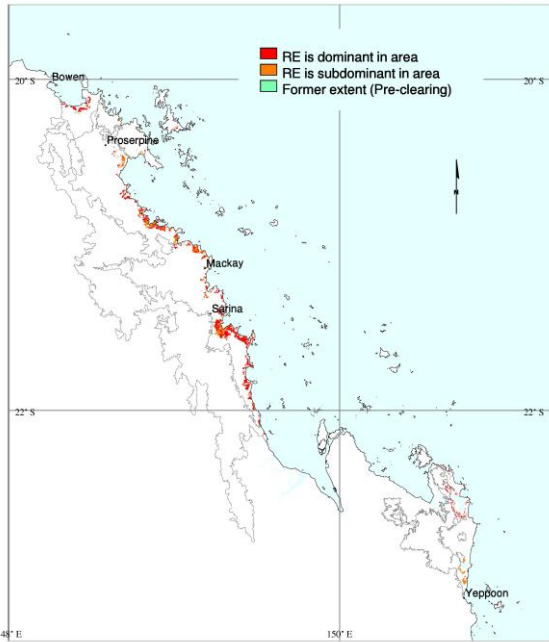 RE is dominant in area
RE is subdominant in area
Former extent (Pre-clearing)
20° S
Bowen
20° S
Proserpine
N
Mackay
Sarina
22° S
22° S
Yeppoon
48° E
150° E